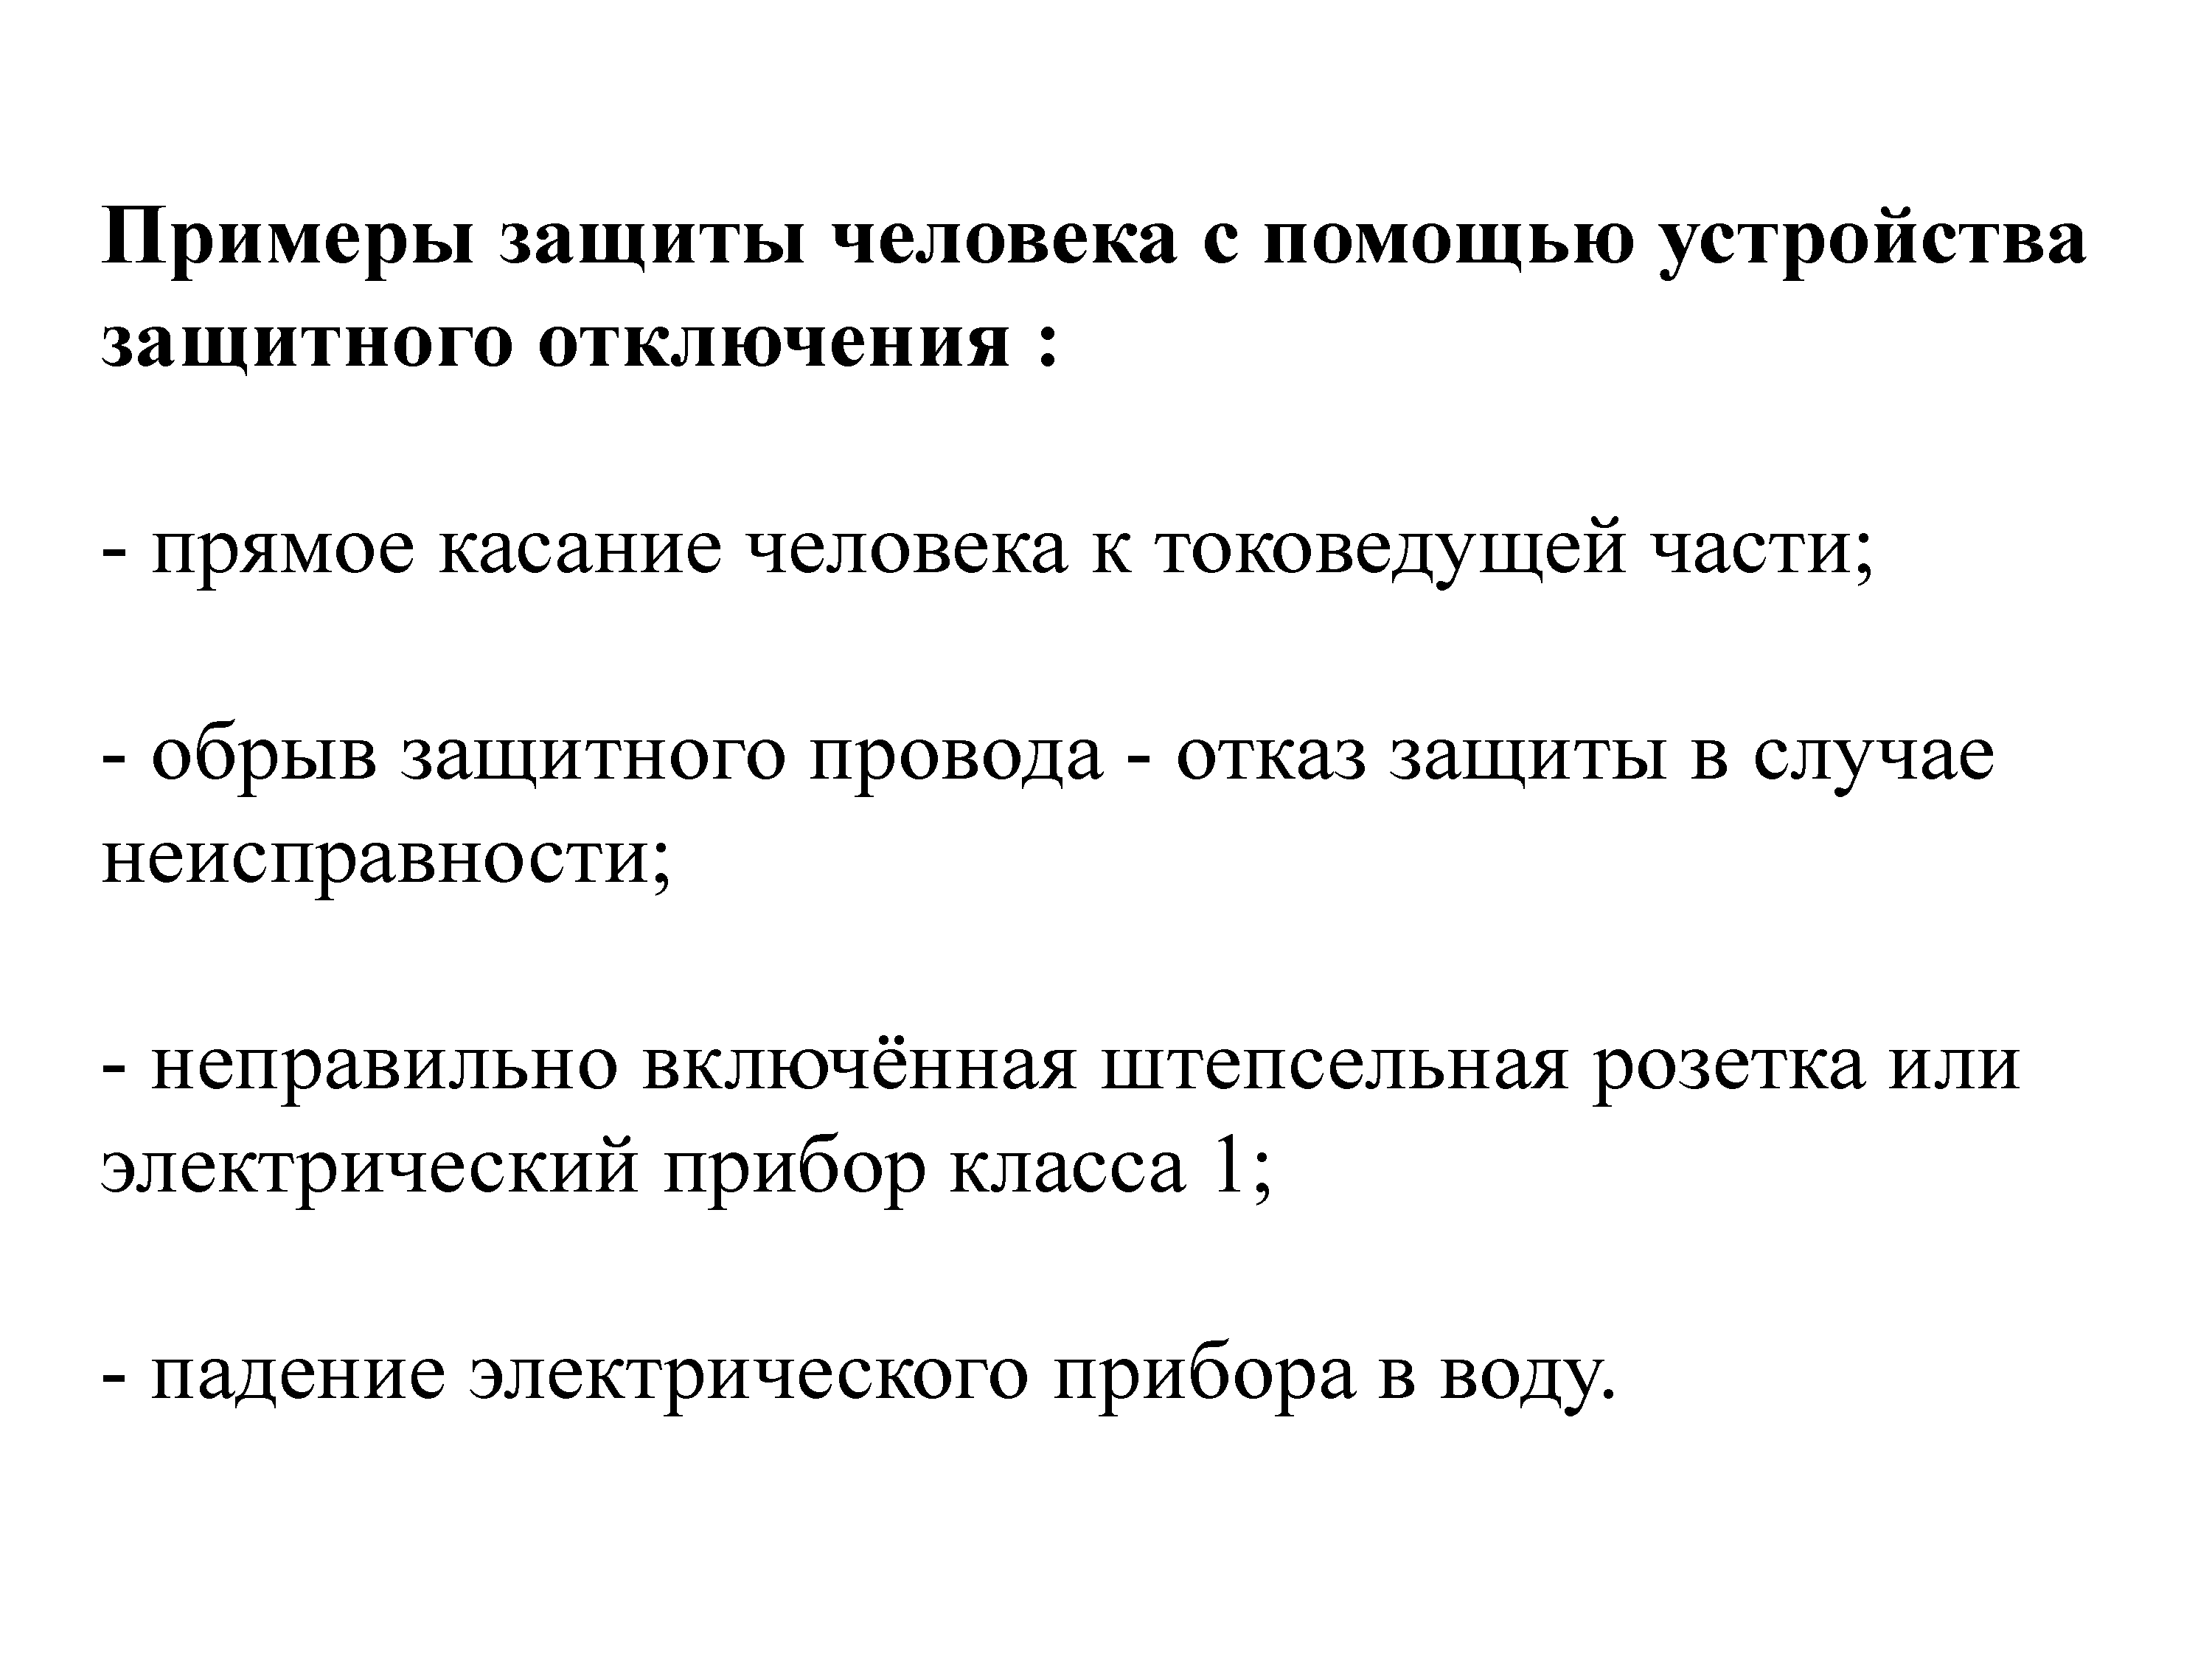 Примеры защиты человека с помощью устройства
защитного отключения :
- прямое касание человека к токоведущей части;
- обрыв защитного провода - отказ защиты в случае
неисправности;
- неправильно включённая штепсельная розетка или
электрический прибор класса 1;
- падение электрического прибора в воду.